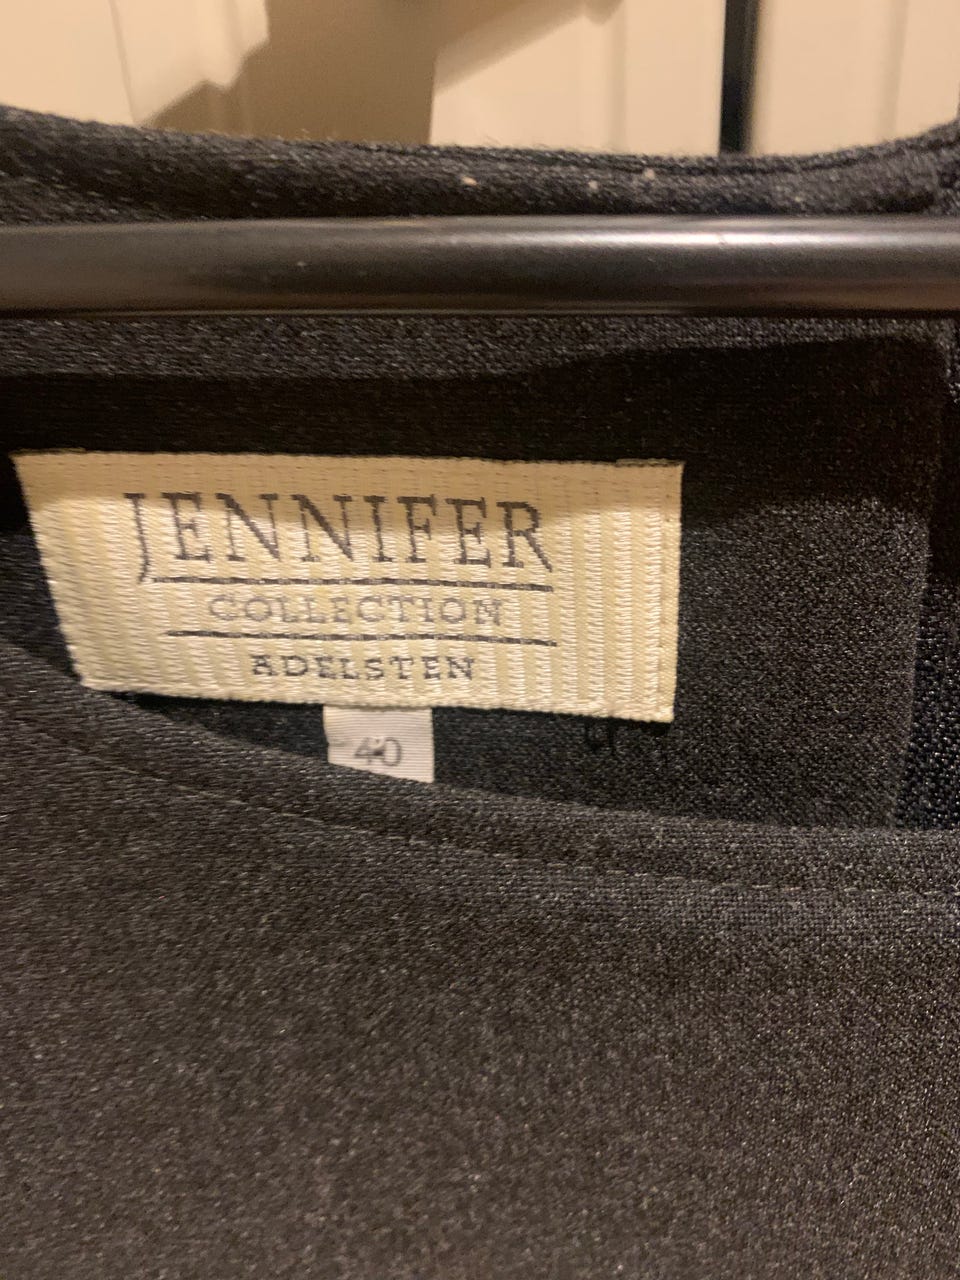 JENNIFER
COLLECTION
ADELSTEN
40